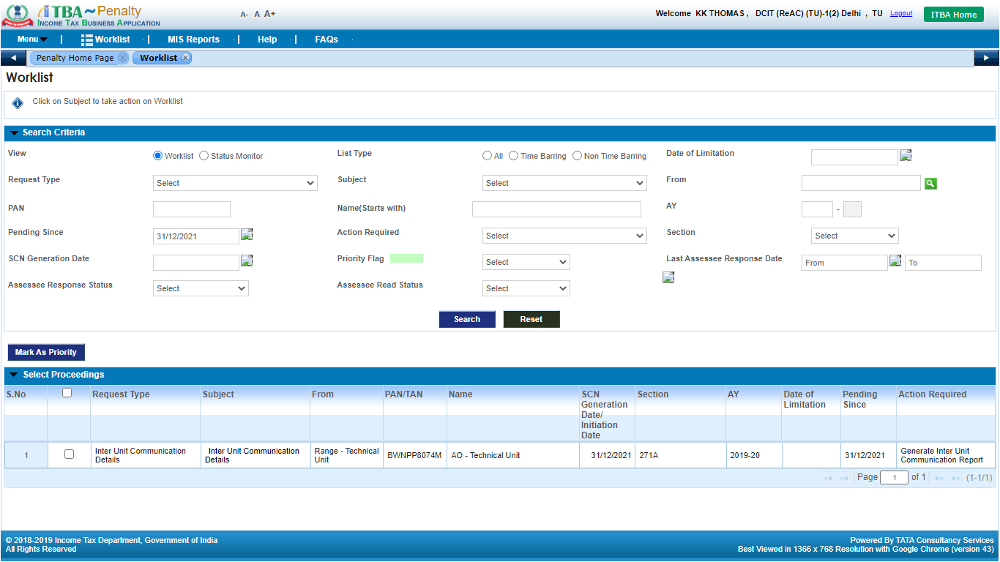 iTBA ~ Penalty
INCOME TAX BUSINESS APPLICATION
A- A A+
Welcome KK THOMAS , DCIT (ReAC) (TU)-1(2) Delhi , TU Logout ITBA Home
Menu | Worklist | MIS Reports | Help | FAQs
Penalty Home Page Worklist
Worklist
Click on Subject to take action on Worklist
Search Criteria
View Worklist Status Monitor List Type All Time Barring Non Time Barring Date of Limitation
Request Type Select Subject Select From
PAN Name(Starts with) AY -
Pending Since 31/12/2021 Action Required Select Section Select
SCN Generation Date Priority Flag Select Last Assessee Response Date From To
Assessee Response Status Select Assessee Read Status Select
Search Reset
Mark As Priority
Select Proceedings
S.No Request Type Subject From PAN/TAN Name SCN Section AY Date of Pending Action Required
Generation Limitation Since
Date/
Initiation
Date
1 Inter Unit Communication Inter Unit Communication Range - Technical BWNPP8074M AO - Technical Unit 31/12/2021 271A 2019-20 31/12/2021 Generate Inter Unit
Details Details Unit Communication Report
Page 1 of 1 (1-1/1)
© 2018-2019 Income Tax Department, Government of India Powered By TATA Consultancy Services
All Rights Reserved Best Viewed in 1366 x 768 Resolution with Google Chrome (version 43)